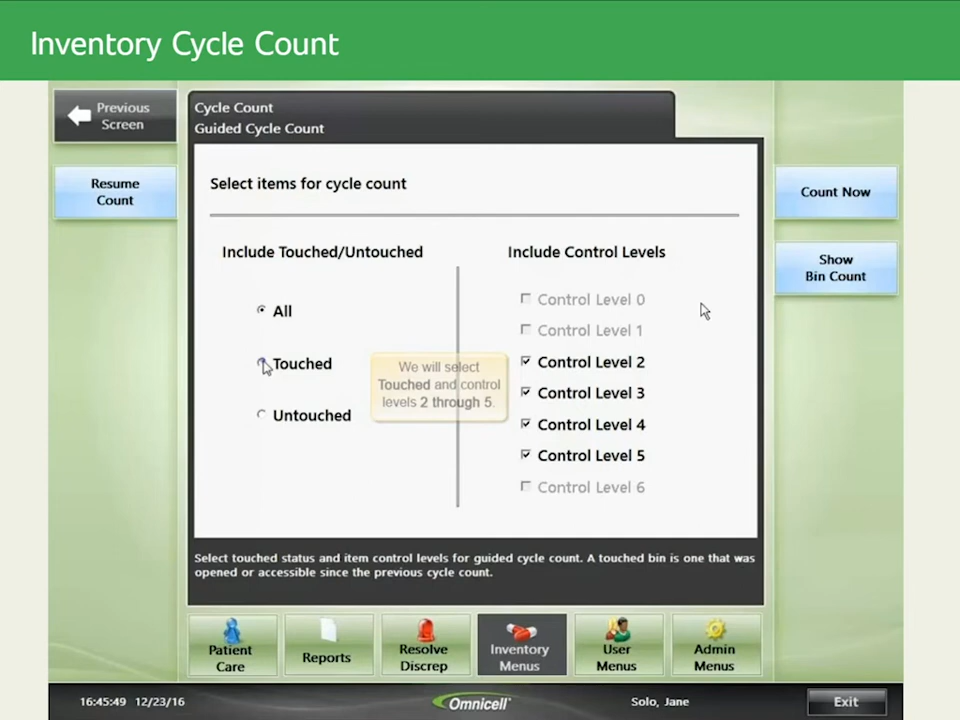 Inventory Cycle Count
Previous
Screen
Cycle Count
Guided Cycle Count
Resume
Count
Select items for cycle count
Count Now
Include Touched/Untouched
Include Control Levels
Show
Bin Count
All
Touched
Untouched
We will select
Touched and control
levels 2 through 5.
Control Level 0
Control Level 1
Control Level 2
Control Level 3
Control Level 4
Control Level 5
Control Level 6
Select touched status and item control levels for guided cycle count. A touched bin is one that was
opened or accessible since the previous cycle count.
Patient
Care
Reports
Resolve
Discrep
Inventory
Menus
User
Menus
Admin
Menus
16:45:49 12/23/16
Omnicell
Solo, Jane
Exit